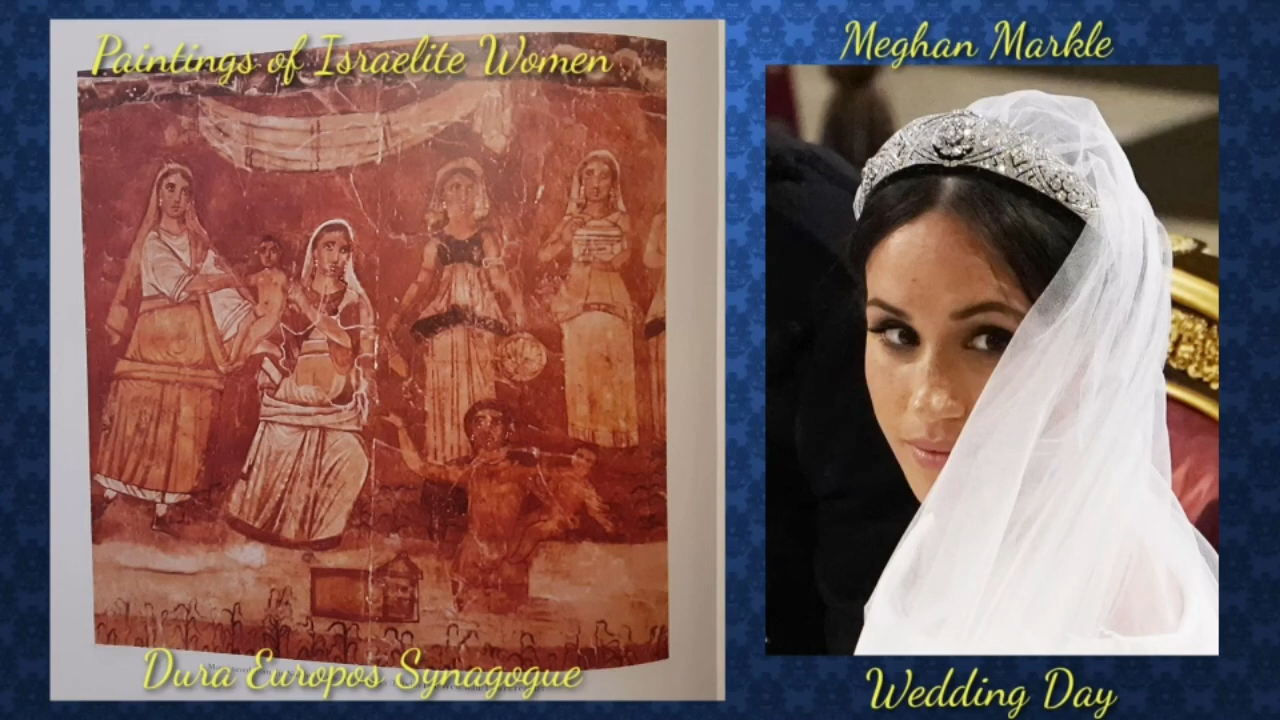 Paintings of Israelite Women
Dura Europos Synagogue
Meghan Markle
Wedding Day